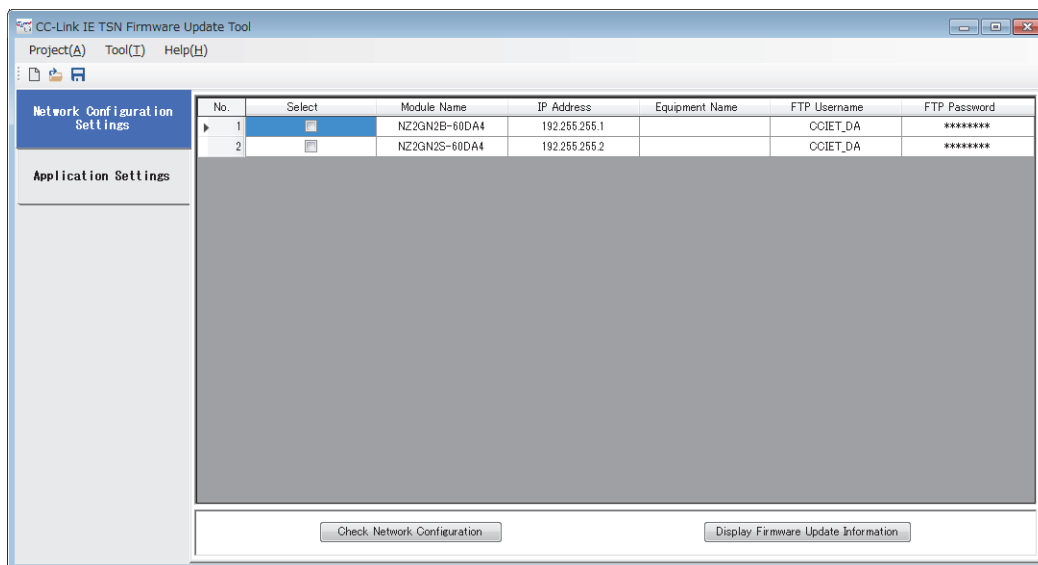 CC-Link IE TSN Firmware Update Tool
Project(A) Tool(T) Help(H)
Network Configuration
Settings
Application Settings
No. Select Module Name IP Address Equipment Name FTP Username FTP Password
1 NZ2GN2B-60DA4 192.255.255.1 CCIET_DA ********
2 NZ2GN2S-60DA4 192.255.255.2 CCIET_DA ********
Check Network Configuration Display Firmware Update Information